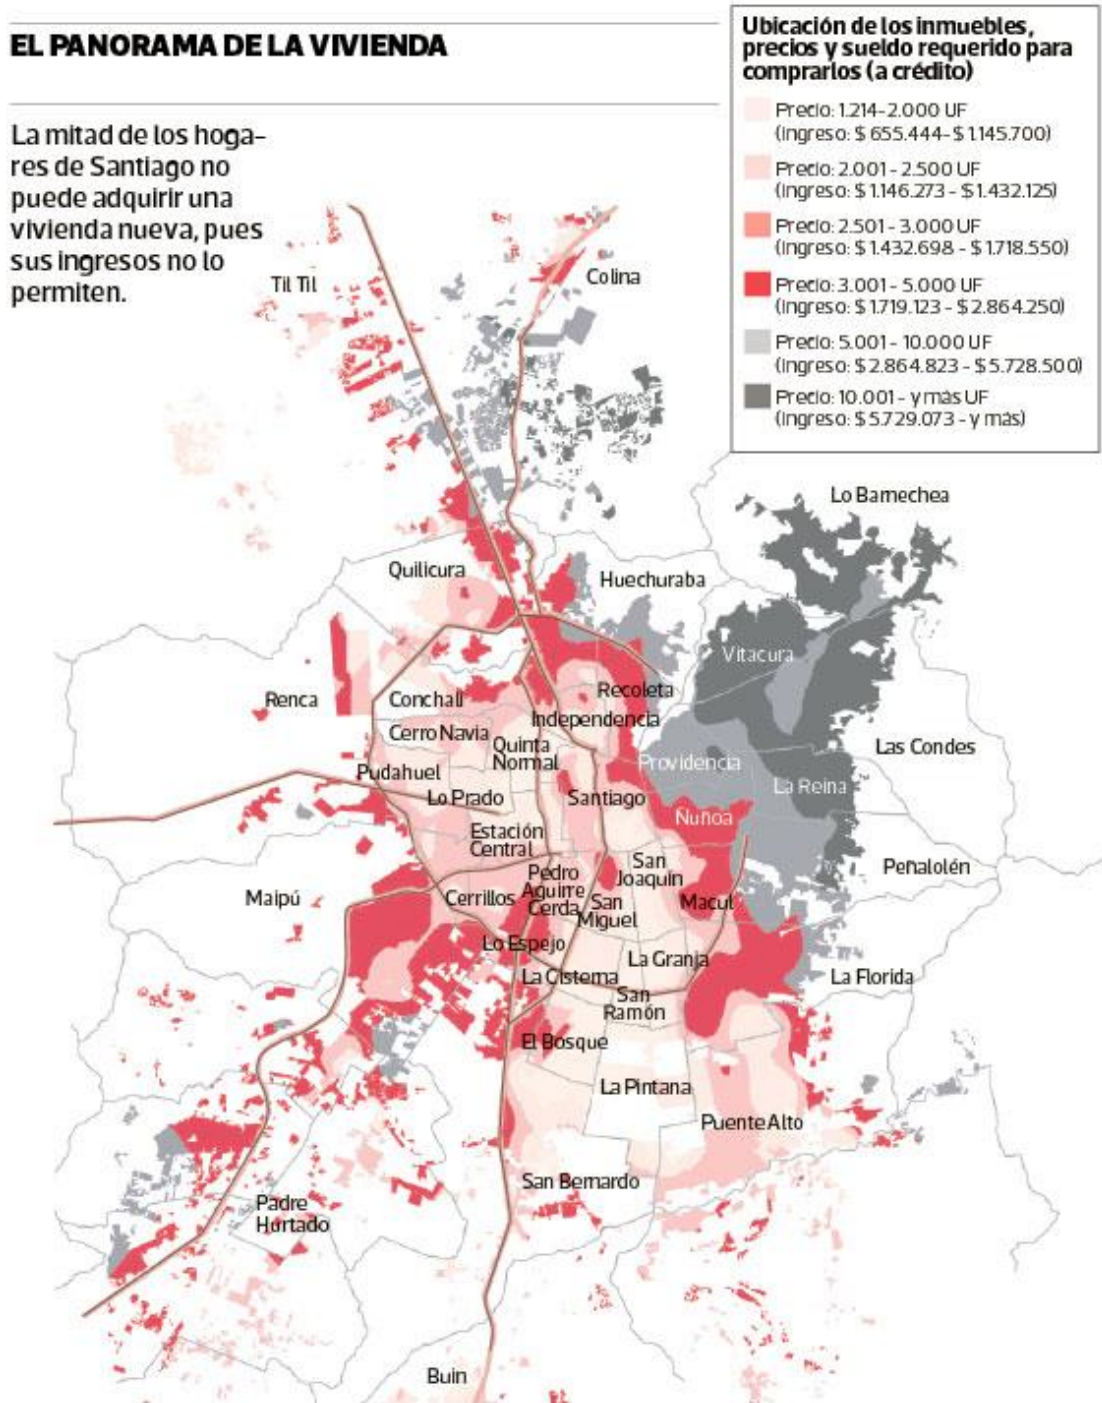 EL PANORAMA DE LA VIVIENDA
La mitad de los hoga-
res de Santiago no
puede adquirir una
vivienda nueva, pues
sus ingresos no lo
permiten.
Ubicación de los inmuebles,
precios y sueldo requerido para
comprarlos (a crédito)
Precio: 1.214-2.000 UF
(Ingreso: $ 655.444- $ 1.145.700)
Precio: 2.001 - 2.500 UF
(Ingreso: $ 1.146.273 - $ 1.432.125)
Precio: 2.501 - 3.000 UF
(Ingreso: $ 1.432.698 - $ 1.718.550)
Precio: 3.001 - 5.000 UF
(Ingreso: $ 1.719.123 - $ 2.864.250)
Precio: 5.001 - 10.000 UF
(Ingreso: $ 2.864.823 - $ 5.728.500)
Precio: 10.001 - y más UF
(Ingreso: $ 5.729.073 - y más)
Til Til
Colina
Lo Barnechea
Quilicura
Huechuraba
Vitacura
Renca
Conchalí
Recoleta
Independencia
Cerro Navia
Quinta
Normal
Las Condes
Providencia
Pudahuel
La Reina
Lo Prado
Santiago
Ñuñoa
Estación
Central
San
Joaquín
Peñalolén
Pedro
Aguirre
Cerda
Maipú
Cerrillos
San
Miguel
Macul
Lo Espejo
La Granja
La Cisterna
La Florida
San
Ramón
El Bosque
La Pintana
Puente Alto
San Bernardo
Padre
Hurtado
Buin